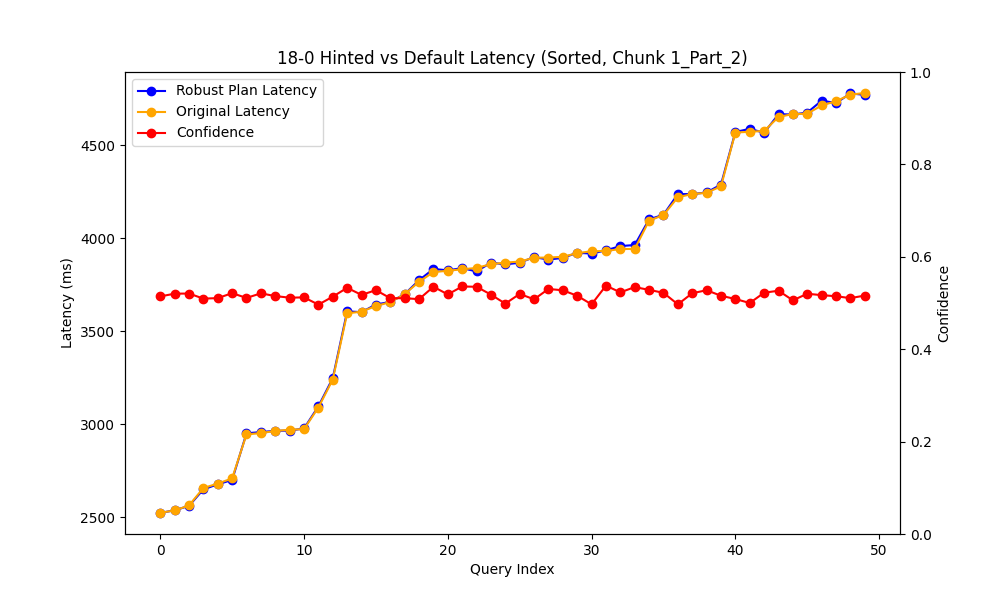 18-0 Hinted vs Default Latency (Sorted, Chunk 1_Part_2)
Robust Plan Latency
Original Latency
Confidence
Latency (ms)
4500
4000
3500
3000
2500
1.0
0.8
0.6
0.4
0.2
0.0
Confidence
0 10 20 30 40 50
Query Index